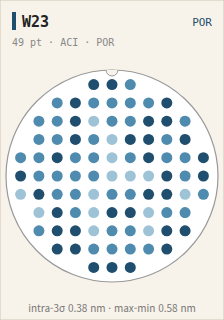 W23
POR
49 pt · ACI · POR
intra-3σ 0.38 nm · max-min 0.58 nm